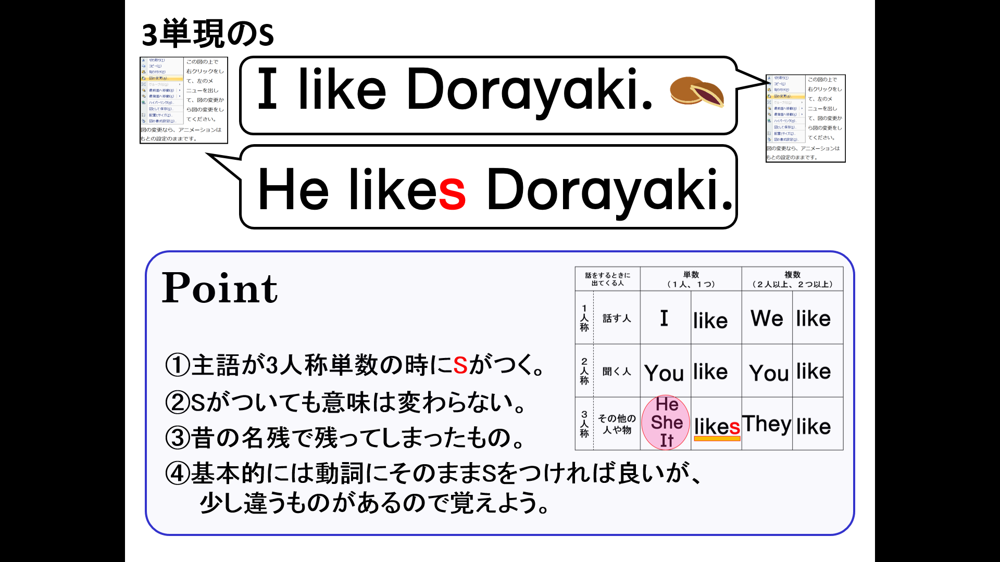 3単現のS
切り取り(T)
コピー(C)
貼り付け(P)
図の変更(A)...
グループ化(G)
最前面へ移動(R)
最背面へ移動(K)
ハイパーリンク(H)...
図として保存(S)...
配置とサイズ(Z)...
図の書式設定(O)...
この図の上で
右クリックをし
て、左のメ
ニューを出し
て、図の変更か
ら図の変更をし
てください。
図の変更なら、アニメーションは
もとの設定のままです。
I like Dorayaki.
切り取り(T)
コピー(C)
貼り付け(P)
図の変更(A)...
グループ化(G)
最前面へ移動(R)
最背面へ移動(K)
ハイパーリンク(H)...
図として保存(S)...
配置とサイズ(Z)...
図の書式設定(O)...
この図の上で
右クリックをし
て、左のメ
ニューを出し
て、図の変更か
ら図の変更をし
てください。
図の変更なら、アニメーションは
もとの設定のままです。
He likes Dorayaki.
Point
①主語が3人称単数の時にSがつく。
②Sがついても意味は変わらない。
③昔の名残で残ってしまったもの。
④基本的には動詞にそのままSをつければ良いが、
少し違うものがあるので覚えよう。
話をするときに
出てくる人
単数
（１人、１つ）
複数
（２人以上、２つ以上）
１人称
話す人
I
like
We
like
２人称
聞く人
You
like
You
like
３人称
その他の
人や物
He
She
It
likes
They
like